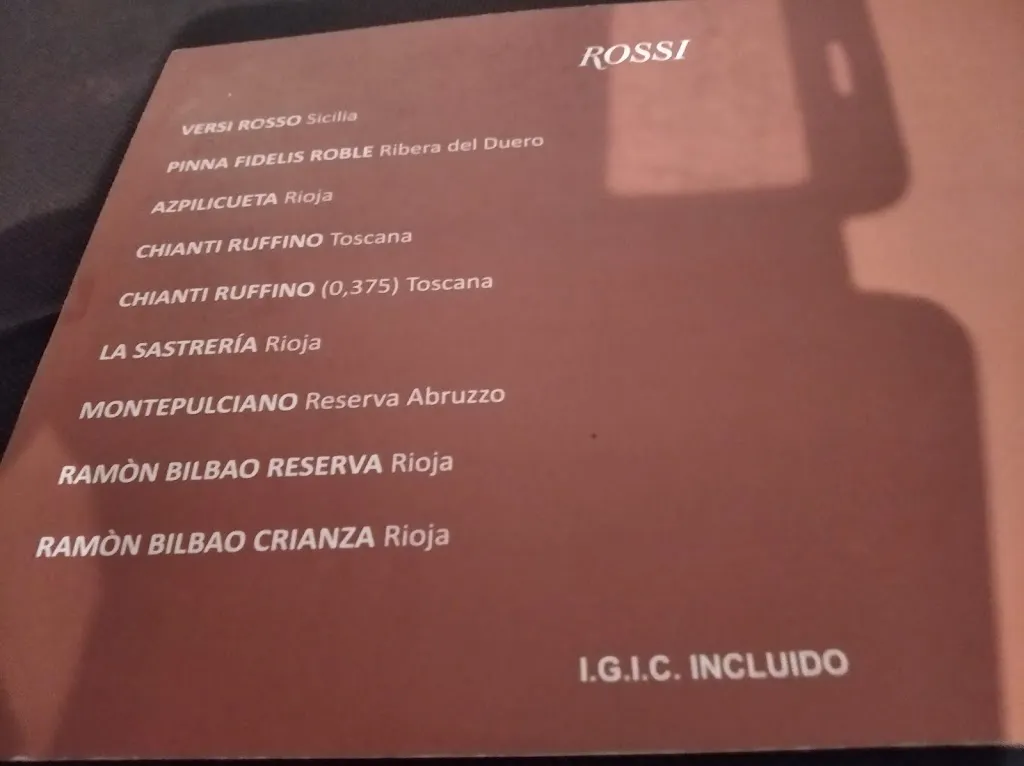 ROSSI
VERSI ROSSO Sicilia
PINNA FIDELIS ROBLE Ribera del Duero
AZPILICUETA Rioja
CHIANTI RUFFINO Toscana
CHIANTI RUFFINO (0,375) Toscana
LA SASTRERÍA Rioja
MONTEPULCIANO Reserva Abruzzo
RAMÒN BILBAO RESERVA Rioja
RAMÒN BILBAO CRIANZA Rioja
I.G.I.C. INCLUIDO